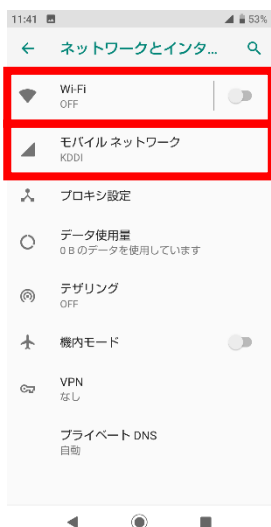 11:41 53%
ネットワークとインタ...
Wi-Fi
OFF
モバイル ネットワーク
KDDI
プロキシ設定
データ使用量
0 B のデータを使用しています
テザリング
OFF
機内モード
VPN
なし
プライベート DNS
自動